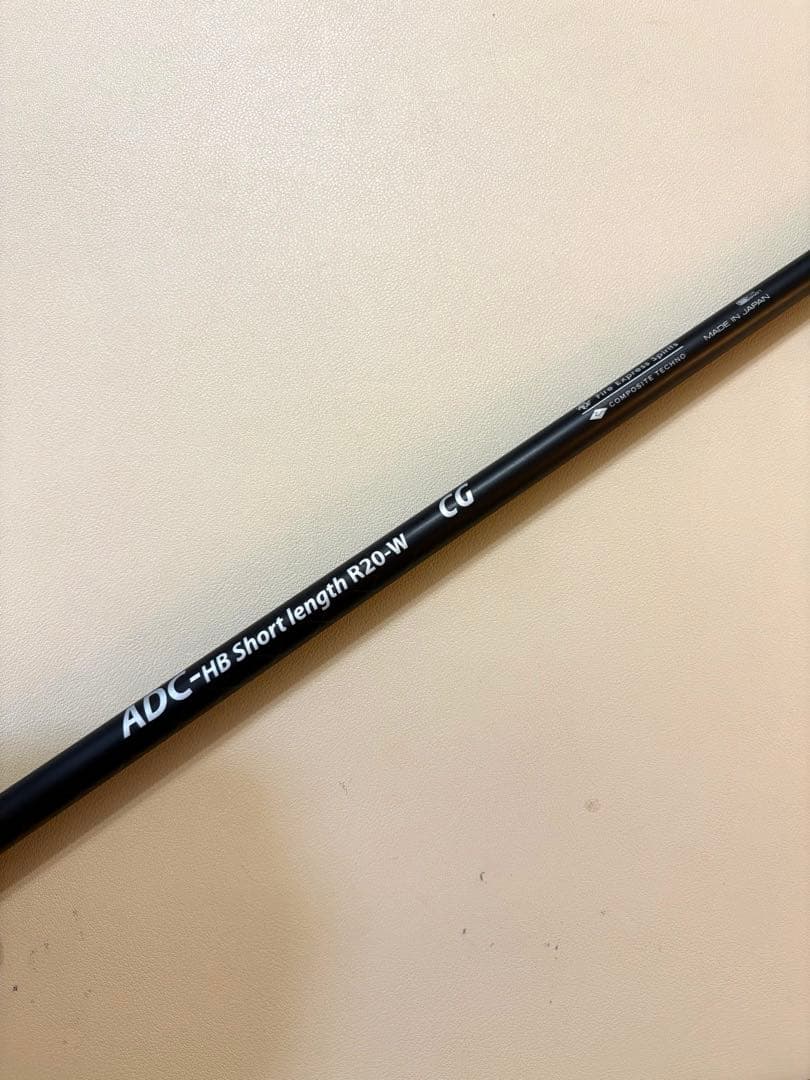 ADC-HB Short length R20-W CG
Fire Express Spirits
COMPOSITE TECHNO
MADE IN JAPAN